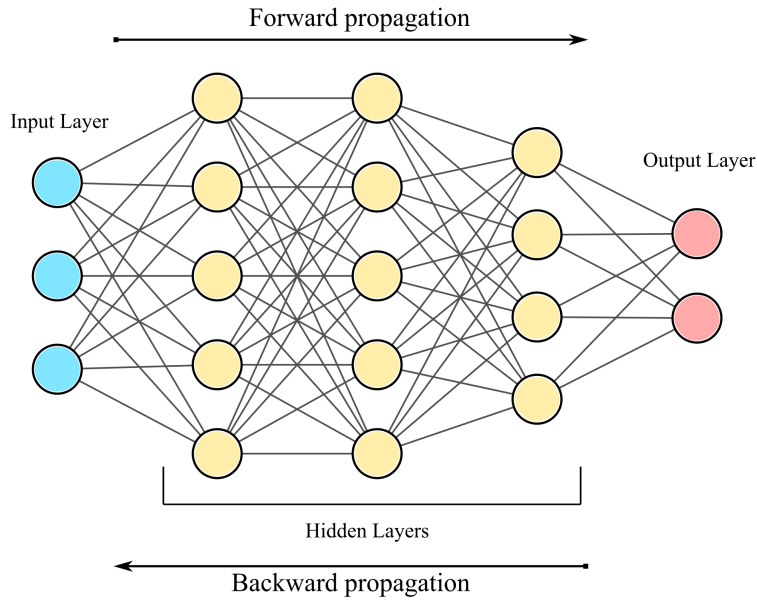 Forward propagation
Input Layer
Output Layer
Hidden Layers
Backward propagation